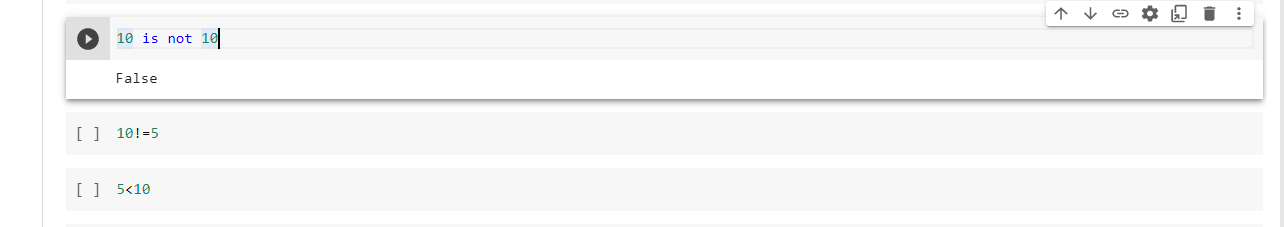 10 is not 10
False
[ ] 10!=5
[ ] 5<10